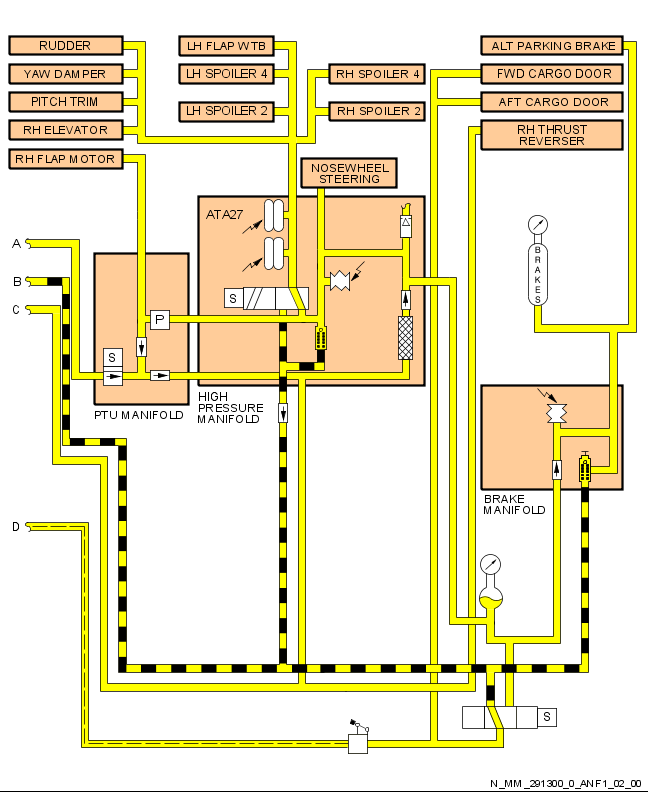 RUDDER
LH FLAP WTB
ALT PARKING BRAKE
YAW DAMPER
LH SPOILER 4
RH SPOILER 4
FWD CARGO DOOR
PITCH TRIM
LH SPOILER 2
RH SPOILER 2
AFT CARGO DOOR
RH ELEVATOR
RH THRUST
REVERSER
RH FLAP MOTOR
NOSEWHEEL
STEERING
ATA27
A
B
C
BRAKES
S
P
S
PTU MANIFOLD
HIGH
PRESSURE
MANIFOLD
BRAKE
MANIFOLD
D
S
N_MM_291300_0_ANF1_02_00